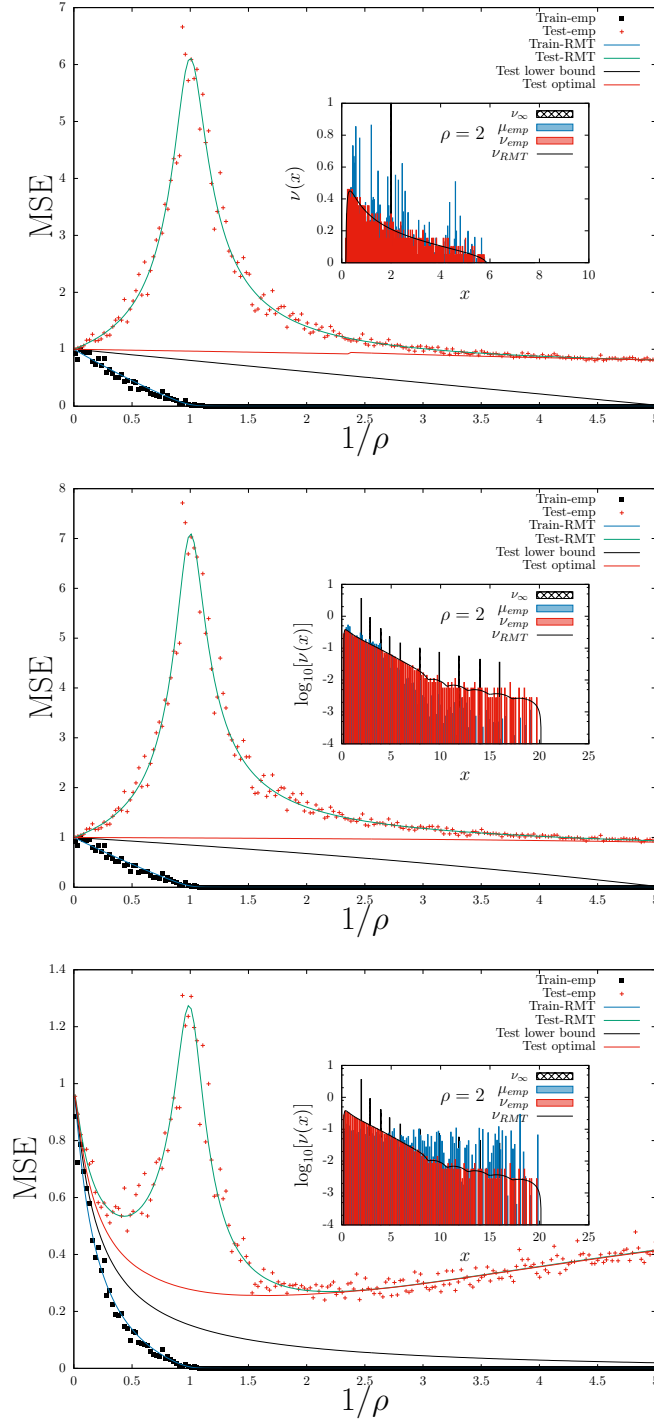 7
6
5
4
3
2
1
0
MSE
0 0.5 1 1.5 2 2.5 3 3.5 4 4.5 5
1/ρ
Train-emp
Test-emp
Train-RMT
Test-RMT
Test lower bound
Test optimal
1
0.8
0.6
0.4
0.2
0
ν(x)
ρ = 2
ν∞
μemp
νemp
νRMT
0 2 4 6 8 10
x
8
7
6
5
4
3
2
1
0
MSE
0 0.5 1 1.5 2 2.5 3 3.5 4 4.5 5
1/ρ
Train-emp
Test-emp
Train-RMT
Test-RMT
Test lower bound
Test optimal
1
0
-1
-2
-3
-4
log10[ν(x)]
ρ = 2
ν∞
μemp
νemp
νRMT
0 5 10 15 20 25
x
1.4
1.2
1
0.8
0.6
0.4
0.2
0
MSE
0 0.5 1 1.5 2 2.5 3 3.5 4 4.5 5
1/ρ
Train-emp
Test-emp
Train-RMT
Test-RMT
Test lower bound
Test optimal
1
0
-1
-2
-3
-4
log10[ν(x)]
ρ = 2
ν∞
μemp
νemp
νRMT
0 5 10 15 20 25
x